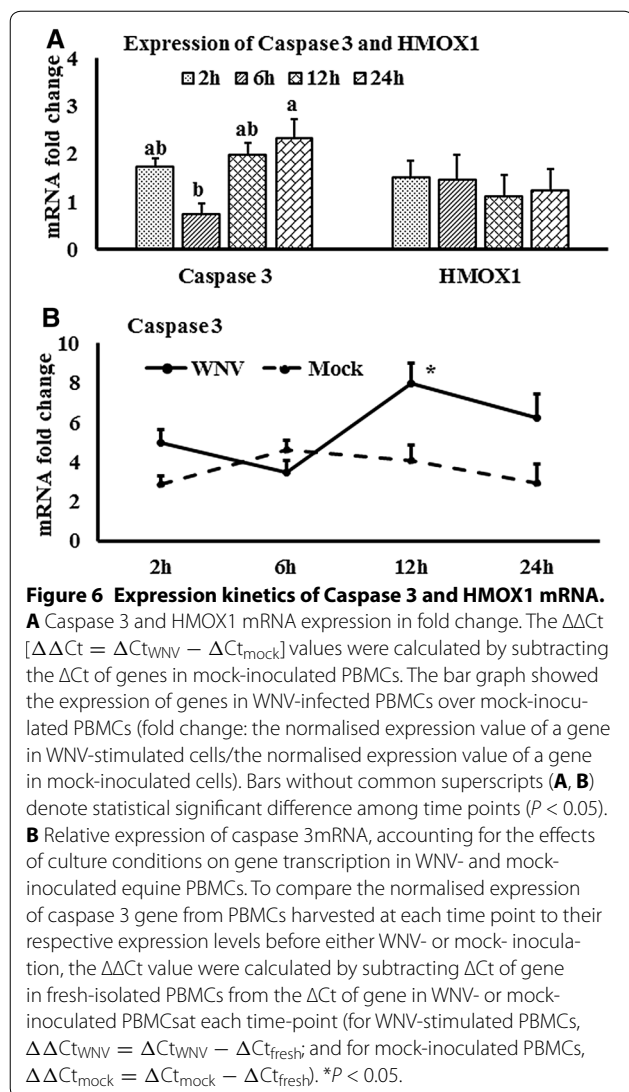 A
Expression of Caspase 3 and HMOX1
2h 6h 12h 24h
mRNA fold change
4
3
2
1
0
ab
b
ab
a
Caspase 3
HMOX1
B
Caspase 3
WNV Mock
mRNA fold change
10
8
6
4
2
0
*
2h
6h
12h
24h
Figure 6 Expression kinetics of Caspase 3 and HMOX1 mRNA.
A Caspase 3 and HMOX1 mRNA expression in fold change. The ΔΔCt
[ΔΔCt = ΔCtWNV − ΔCtmock] values were calculated by subtracting
the ΔCt of genes in mock-inoculated PBMCs. The bar graph showed
the expression of genes in WNV-infected PBMCs over mock-inocu-
lated PBMCs (fold change: the normalised expression value of a gene
in WNV-stimulated cells/the normalised expression value of a gene
in mock-inoculated cells). Bars without common superscripts (A, B)
denote statistical significant difference among time points (P < 0.05).
B Relative expression of caspase 3mRNA, accounting for the effects
of culture conditions on gene transcription in WNV- and mock-
inoculated equine PBMCs. To compare the normalised expression
of caspase 3 gene from PBMCs harvested at each time point to their
respective expression levels before either WNV- or mock- inocula-
tion, the ΔΔCt value were calculated by subtracting ΔCt of gene
in fresh-isolated PBMCs from the ΔCt of gene in WNV- or mock-
inoculated PBMCsat each time-point (for WNV-stimulated PBMCs,
ΔΔCtWNV = ΔCtWNV − ΔCtfresh; and for mock-inoculated PBMCs,
ΔΔCtmock = ΔCtmock − ΔCtfresh). *P < 0.05.